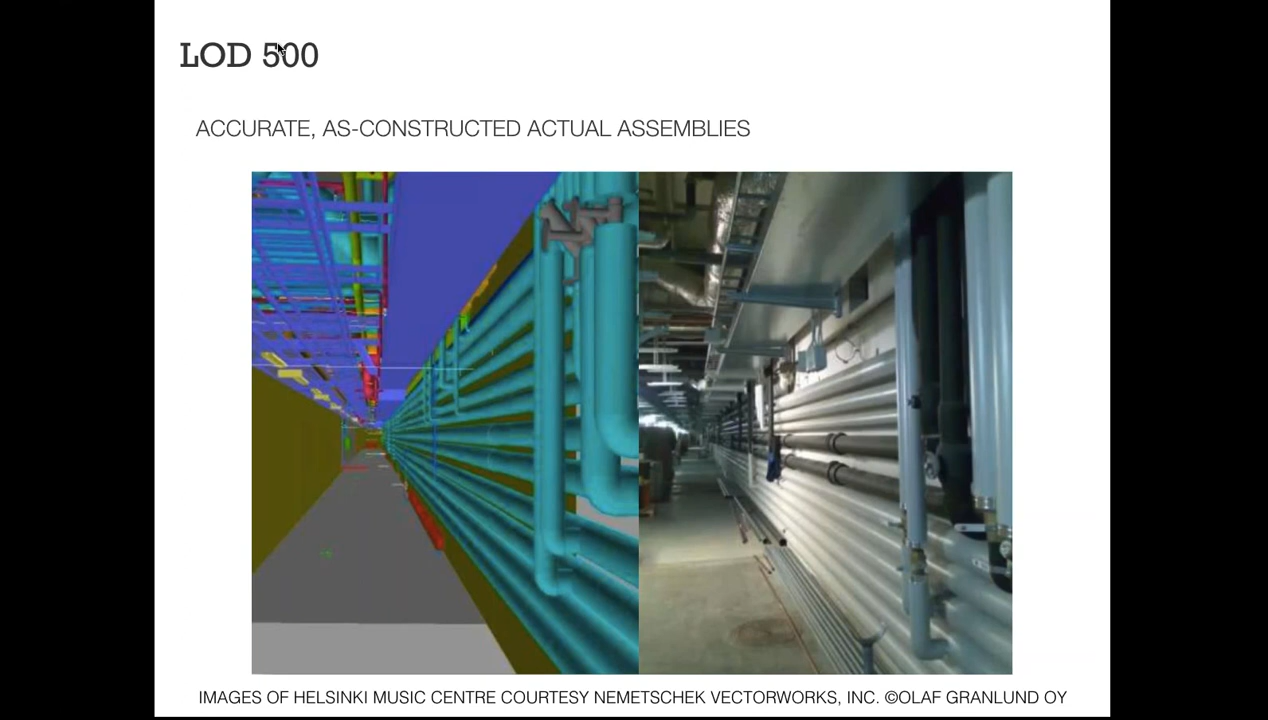 LOD 500
ACCURATE, AS-CONSTRUCTED ACTUAL ASSEMBLIES
IMAGES OF HELSINKI MUSIC CENTRE COURTESY NEMETSCHEK VECTORWORKS, INC. ©OLAF GRANLUND OY